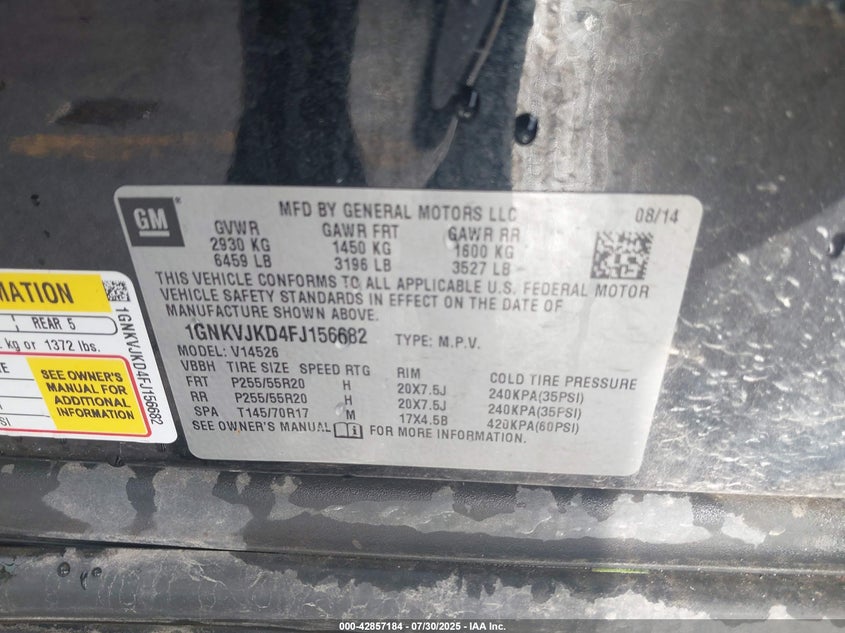 GM
MFD BY GENERAL MOTORS LLC 08/14
GVWR GAWR FRT GAWR RR
2930 KG 1450 KG 1600 KG
6459 LB 3196 LB 3527 LB
THIS VEHICLE CONFORMS TO ALL APPLICABLE U.S. FEDERAL MOTOR
VEHICLE SAFETY STANDARDS IN EFFECT ON THE DATE OF
MANUFACTURE SHOWN ABOVE.
1GNKVJKD4FJ156682 TYPE: M.P.V.
MODEL: V14526
VBBH TIRE SIZE SPEED RTG RIM COLD TIRE PRESSURE
FRT P255/55R20 H 20X7.5J 240KPA(35PSI)
RR P255/55R20 H 20X7.5J 240KPA(35PSI)
SPA T145/70R17 M 17X4.5B 420KPA(60PSI)
SEE OWNER'S MANUAL FOR MORE INFORMATION.
MATION
REAR 5
kg or 1372 lbs.
SEE OWNER'S
MANUAL FOR
ADDITIONAL
INFORMATION
1GNKVJKD4FJ156682
000-42857184 / 07/30/2025 - IAA Inc.